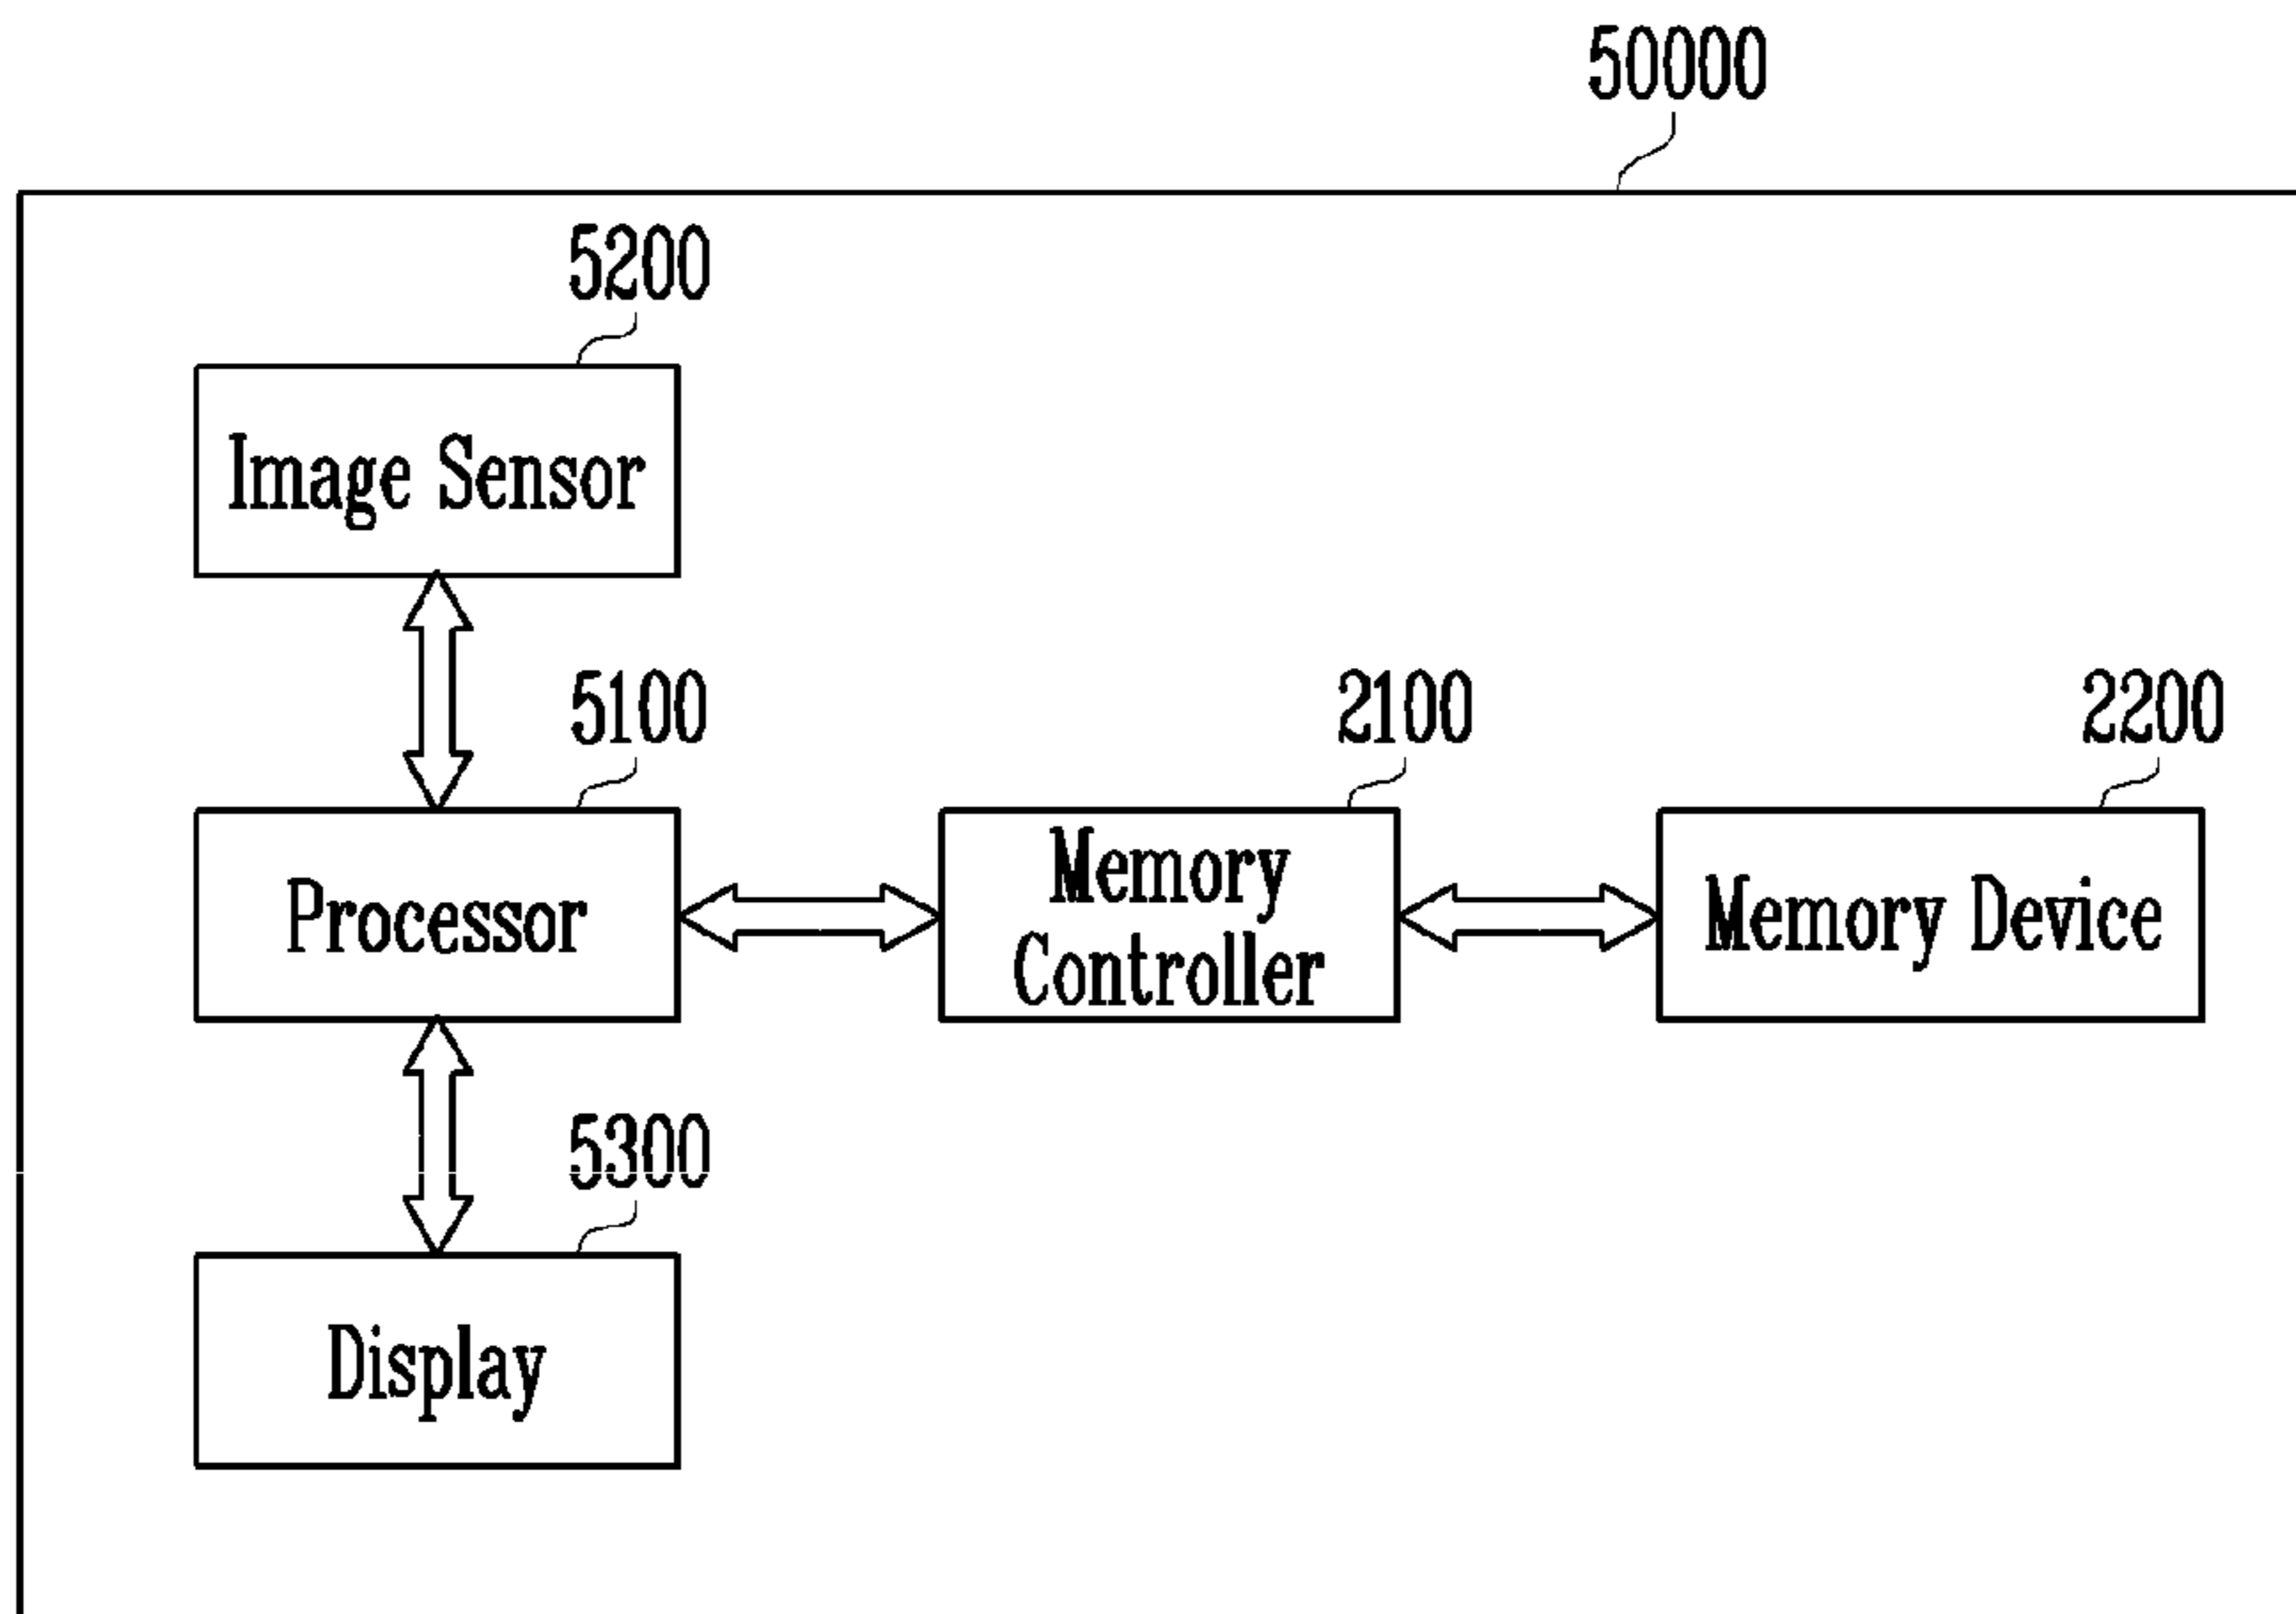 50000
5200
Image Sensor
5100
2100
2200
Processor
Memory
Controller
Memory Device
5300
Display